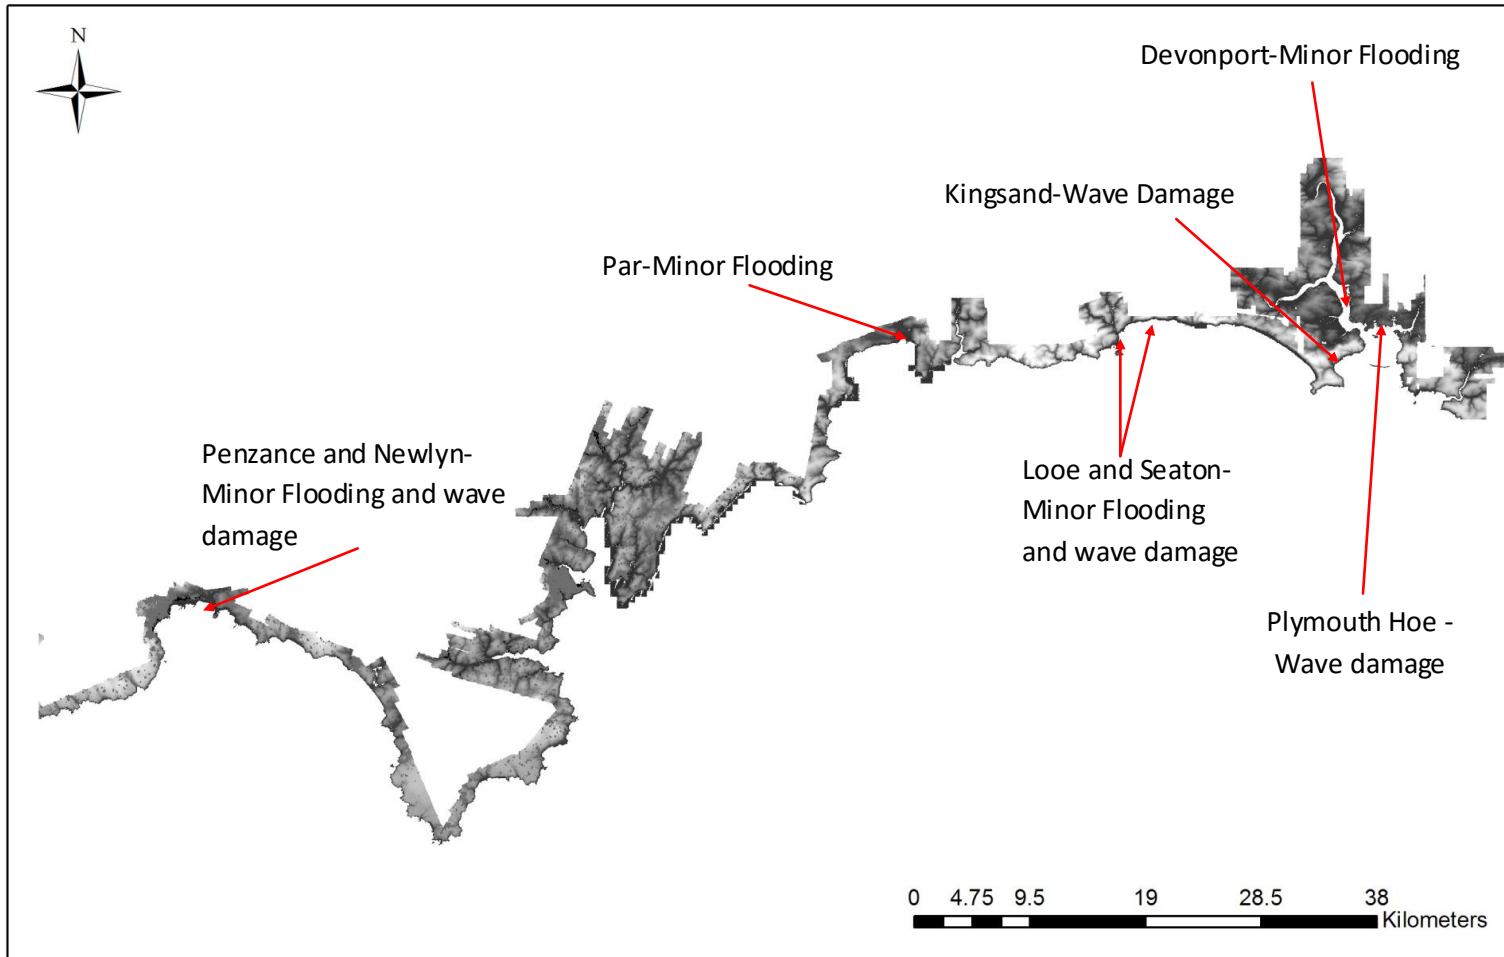 N
Devonport-Minor Flooding
Kingsand-Wave Damage
Par-Minor Flooding
Penzance and Newlyn-
Minor Flooding and wave
damage
Looe and Seaton-
Minor Flooding
and wave damage
Plymouth Hoe -
Wave damage
0 4.75 9.5 19 28.5 38
Kilometers